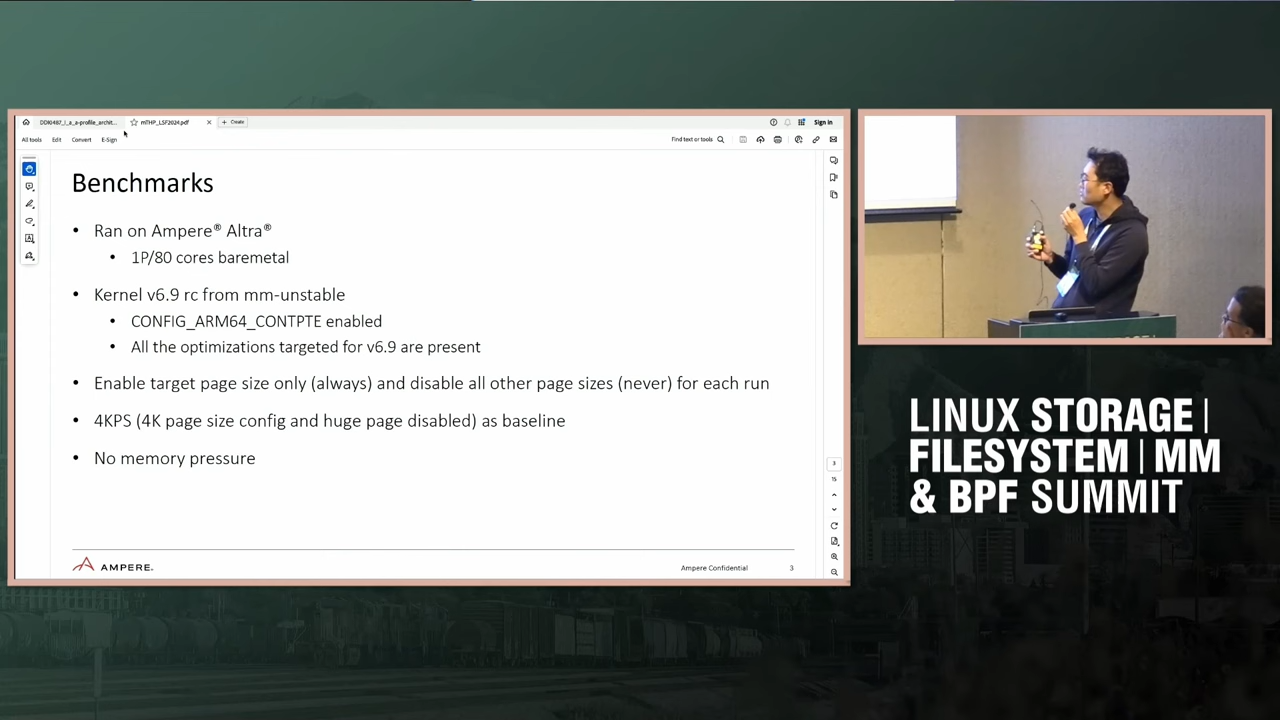 DDI0487_i_a_a-profile_archit...
mTHP_LSF2024.pdf
Create
Sign in
All tools
Edit
Convert
E-Sign
Find text or tools
Benchmarks
• Ran on Ampere® Altra®
• 1P/80 cores baremetal
• Kernel v6.9 rc from mm-unstable
• CONFIG_ARM64_CONTPTE enabled
• All the optimizations targeted for v6.9 are present
• Enable target page size only (always) and disable all other page sizes (never) for each run
• 4KPS (4K page size config and huge page disabled) as baseline
• No memory pressure
AMPERE.
Ampere Confidential
3
3
15
LINUX STORAGE |
FILESYSTEM | MM
& BPF SUMMIT